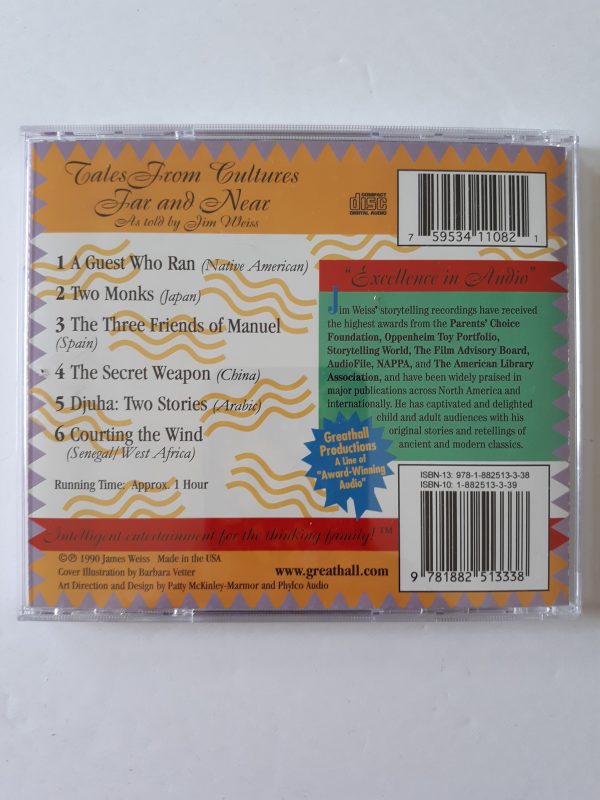 Tales From Cultures
Far and Near
As told by Jim Weiss
COMPACT
disc
DIGITAL AUDIO
7 59534 11082 1
1 A Guest Who Ran (Native American)
2 Two Monks (Japan)
3 The Three Friends of Manuel
(Spain)
4 The Secret Weapon (China)
5 Djuha: Two Stories (Arabic)
6 Courting the Wind
(Senegal/West Africa)
Running Time: Approx. 1 Hour
"Excellence in Audio"
Jim Weiss' storytelling recordings have received
the highest awards from the Parents' Choice
Foundation, Oppenheim Toy Portfolio,
Storytelling World, The Film Advisory Board,
AudioFile, NAPPA, and The American Library
Association, and have been widely praised in
major publications across North America and
internationally. He has captivated and delighted
child and adult audiences with his
original stories and retellings of
ancient and modern classics.
Greathall
Productions
A Line of
"Award-Winning
Audio"
ISBN-13: 978-1-882513-3-38
ISBN-10: 1-882513-3-39
9 781882 513338
Intelligent entertainment for the thinking family!™
©℗ 1990 James Weiss Made in the USA
Cover Illustration by Barbara Vetter
Art Direction and Design by Patty McKinley-Marmor and Phylco Audio
www.greathall.com